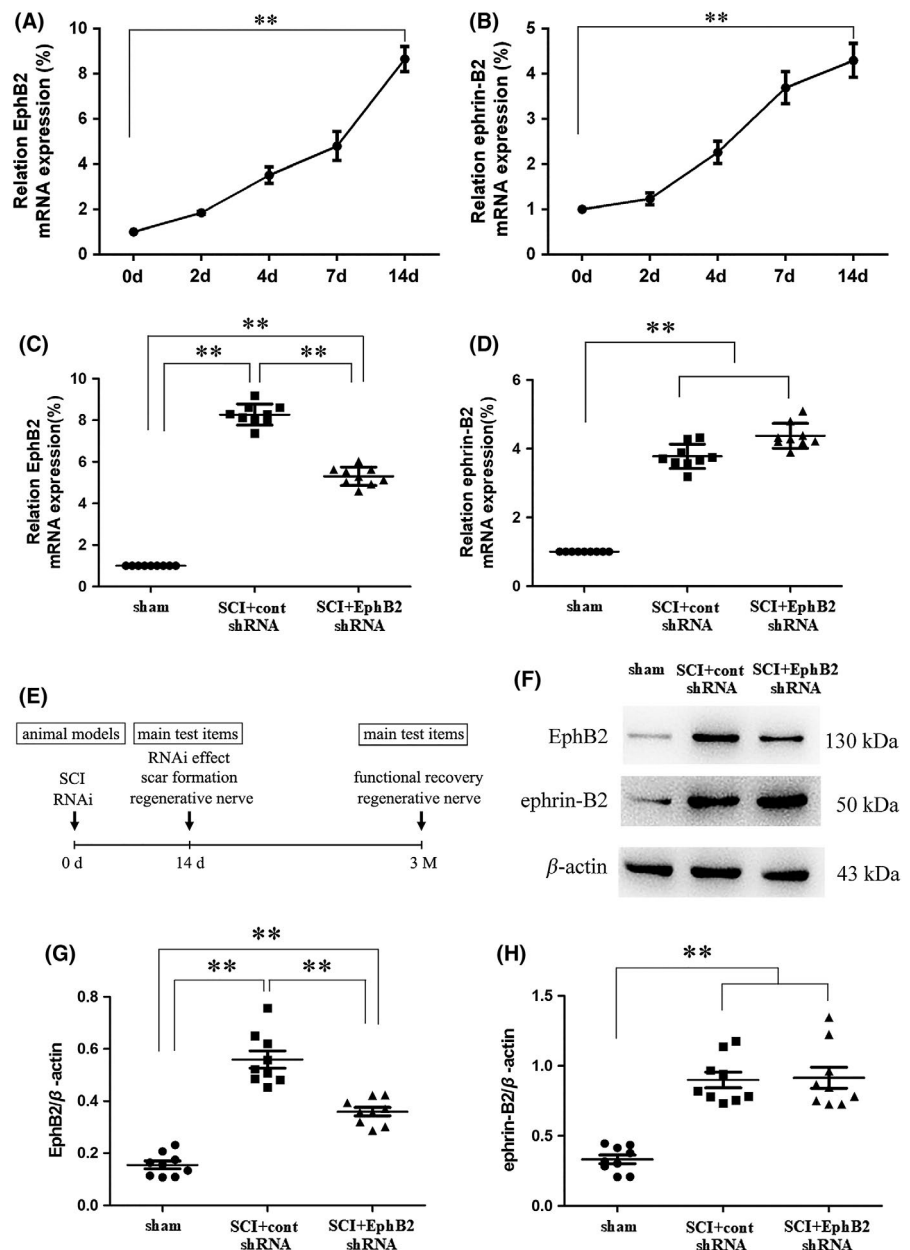 (A)
**
Relation EphB2
mRNA expression (%)
10
8
6
4
2
0
0d 2d 4d 7d 14d
(B)
**
Relation ephrin-B2
mRNA expression (%)
5
4
3
2
1
0
0d 2d 4d 7d 14d
(C)
**
** **
Relation EphB2
mRNA expression(%)
10
8
6
4
2
0
sham SCI+cont SCI+EphB2
shRNA shRNA
(D)
**
Relation ephrin-B2
mRNA expression(%)
6
4
2
0
sham SCI+cont SCI+EphB2
shRNA shRNA
(E)
animal models main test items main test items
RNAi effect
SCI scar formation functional recovery
RNAi regenerative nerve regenerative nerve
0 d 14 d 3 M
(F)
sham SCI+cont SCI+EphB2
shRNA shRNA
EphB2 130 kDa
ephrin-B2 50 kDa
β-actin 43 kDa
(G)
**
** **
EphB2/β -actin
0.8
0.6
0.4
0.2
0.0
sham SCI+cont SCI+EphB2
shRNA shRNA
(H)
**
ephrin-B2/β -actin
1.5
1.0
0.5
0.0
sham SCI+cont SCI+EphB2
shRNA shRNA